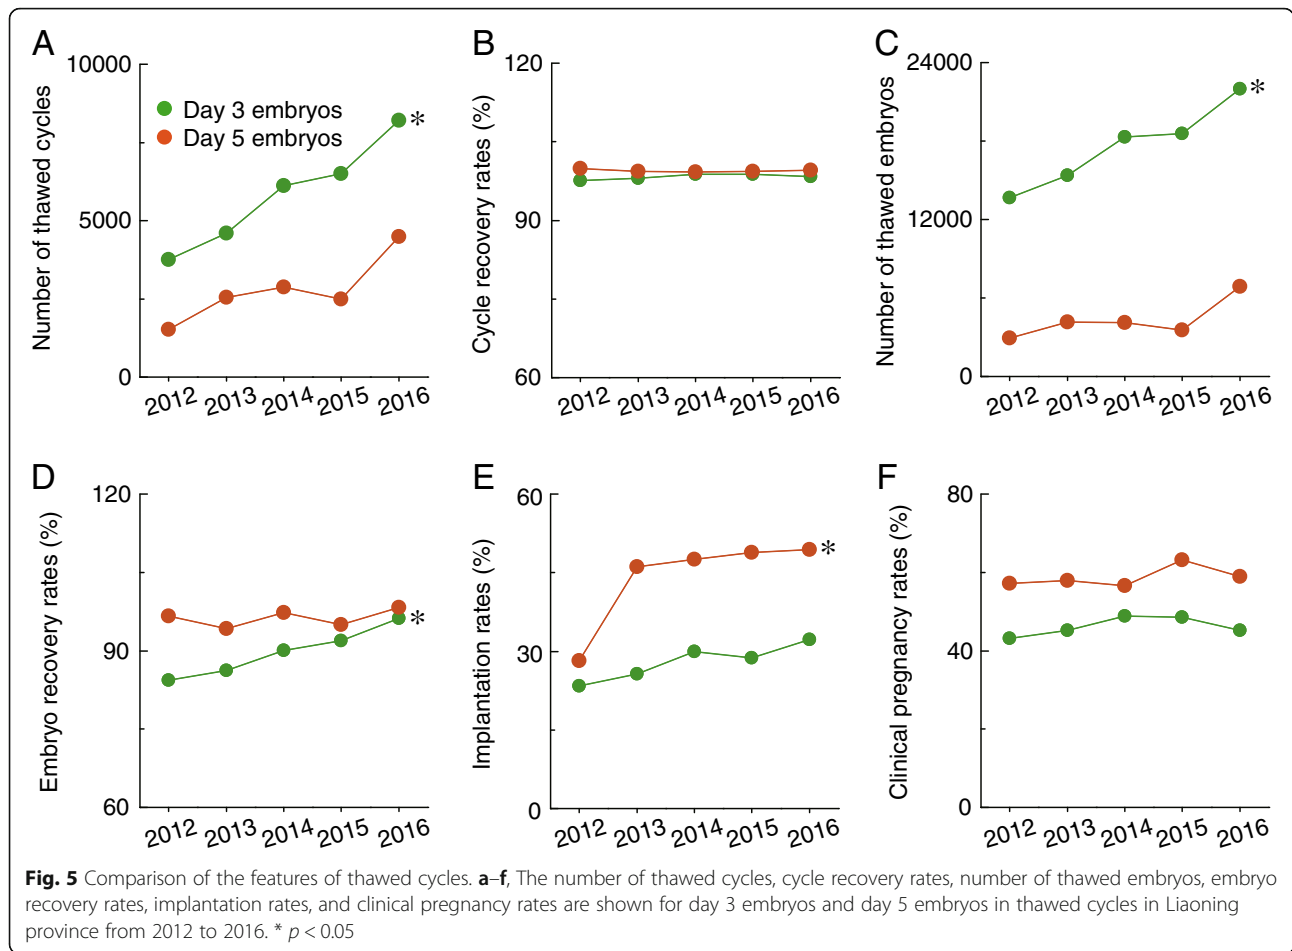 A
B
C
Number of thawed cycles
10000
5000
0
Day 3 embryos
Day 5 embryos
*
2012 2013 2014 2015 2016
Cycle recovery rates (%)
120
90
60
2012 2013 2014 2015 2016
Number of thawed embryos
24000
12000
0
*
2012 2013 2014 2015 2016
D
E
F
Embryo recovery rates (%)
120
90
60
*
2012 2013 2014 2015 2016
Implantation rates (%)
60
30
0
*
2012 2013 2014 2015 2016
Clinical pregnancy rates (%)
80
40
0
2012 2013 2014 2015 2016
Fig. 5 Comparison of the features of thawed cycles. a–f, The number of thawed cycles, cycle recovery rates, number of thawed embryos, embryo
recovery rates, implantation rates, and clinical pregnancy rates are shown for day 3 embryos and day 5 embryos in thawed cycles in Liaoning
province from 2012 to 2016. * p < 0.05